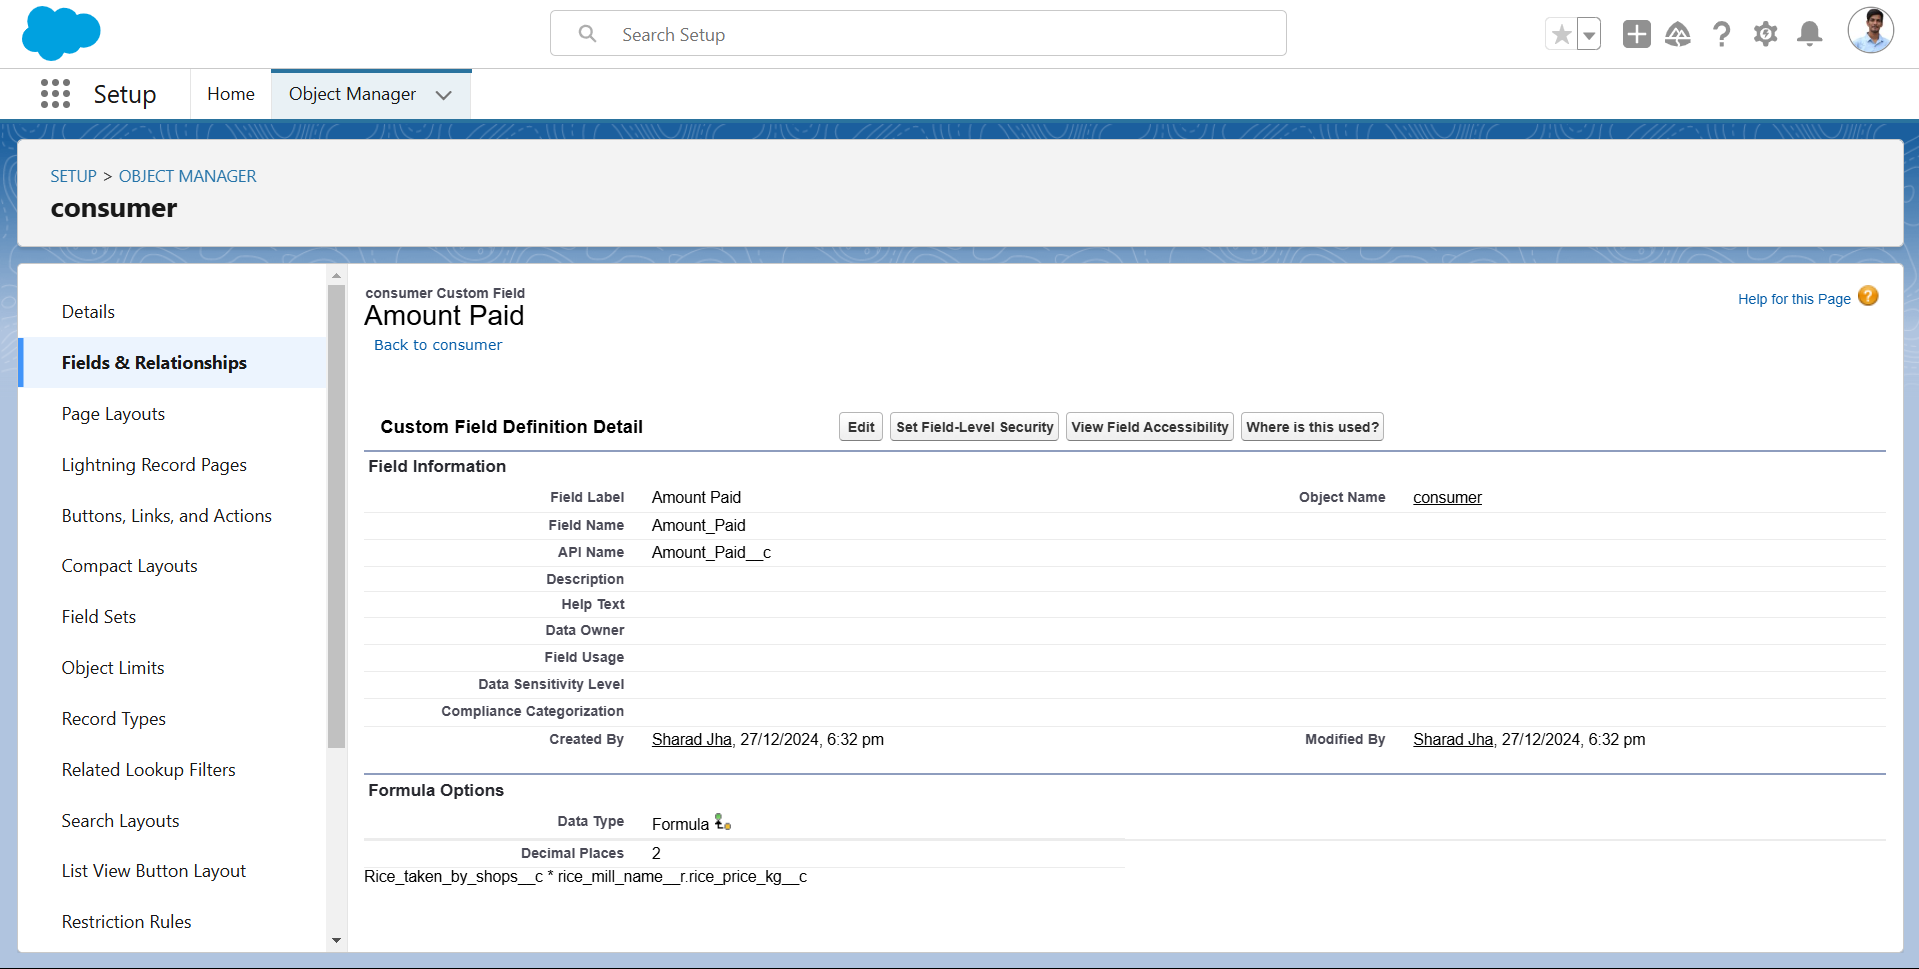 Search Setup
Setup
Home
Object Manager
SETUP > OBJECT MANAGER
consumer
Details
Fields & Relationships
Page Layouts
Lightning Record Pages
Buttons, Links, and Actions
Compact Layouts
Field Sets
Object Limits
Record Types
Related Lookup Filters
Search Layouts
List View Button Layout
Restriction Rules
consumer Custom Field
Amount Paid
Back to consumer
Help for this Page ?
Custom Field Definition Detail
Edit
Set Field-Level Security
View Field Accessibility
Where is this used?
Field Information
Field Label Amount Paid Object Name consumer
Field Name Amount_Paid
API Name Amount_Paid__c
Description
Help Text
Data Owner
Field Usage
Data Sensitivity Level
Compliance Categorization
Created By Sharad Jha, 27/12/2024, 6:32 pm Modified By Sharad Jha, 27/12/2024, 6:32 pm
Formula Options
Data Type Formula
Decimal Places 2
Rice_taken_by_shops__c * rice_mill_name__r.rice_price_kg__c